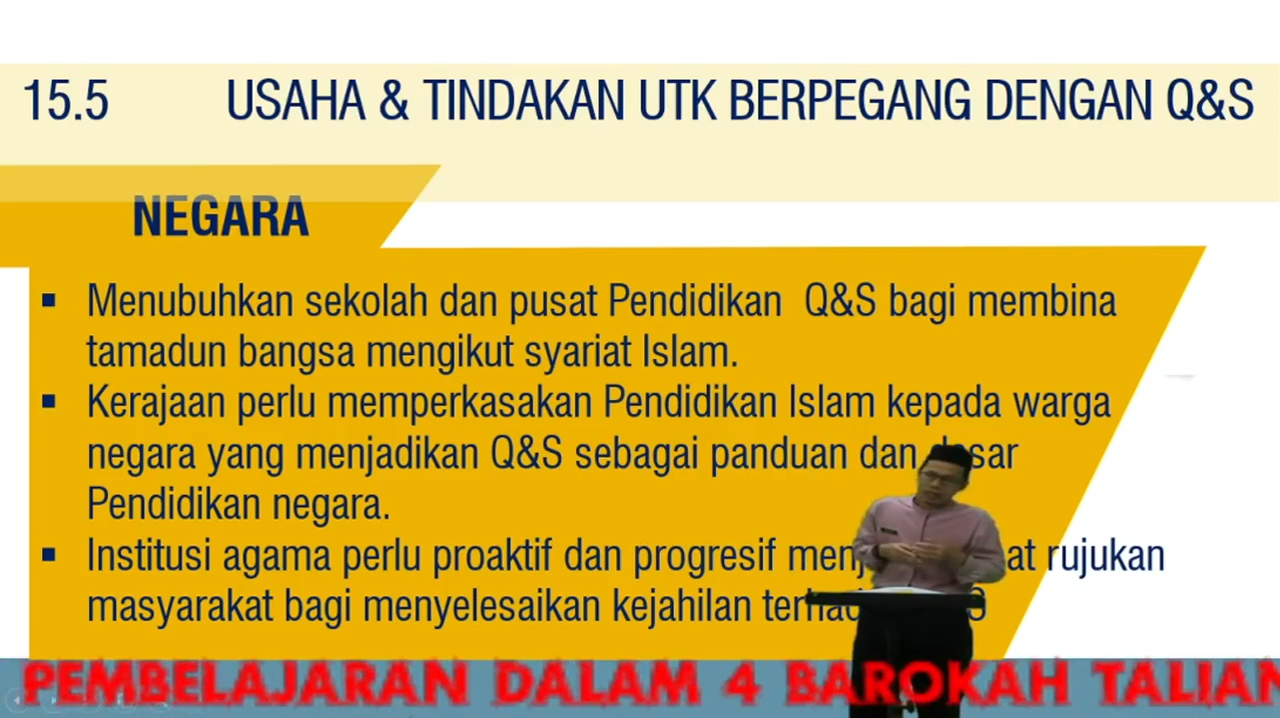 15.5 USAHA & TINDAKAN UTK BERPEGANG DENGAN Q&S
NEGARA
▪ Menubuhkan sekolah dan pusat Pendidikan Q&S bagi membina
tamadun bangsa mengikut syariat Islam.
▪ Kerajaan perlu memperkasakan Pendidikan Islam kepada warga
negara yang menjadikan Q&S sebagai panduan dan
Pendidikan negara.
▪ Institusi agama perlu proaktif dan progresif rujukan
masyarakat bagi menyelesaikan kejahilan
PEMBELAJARAN DALAM 4 BAROKAH TALIAN